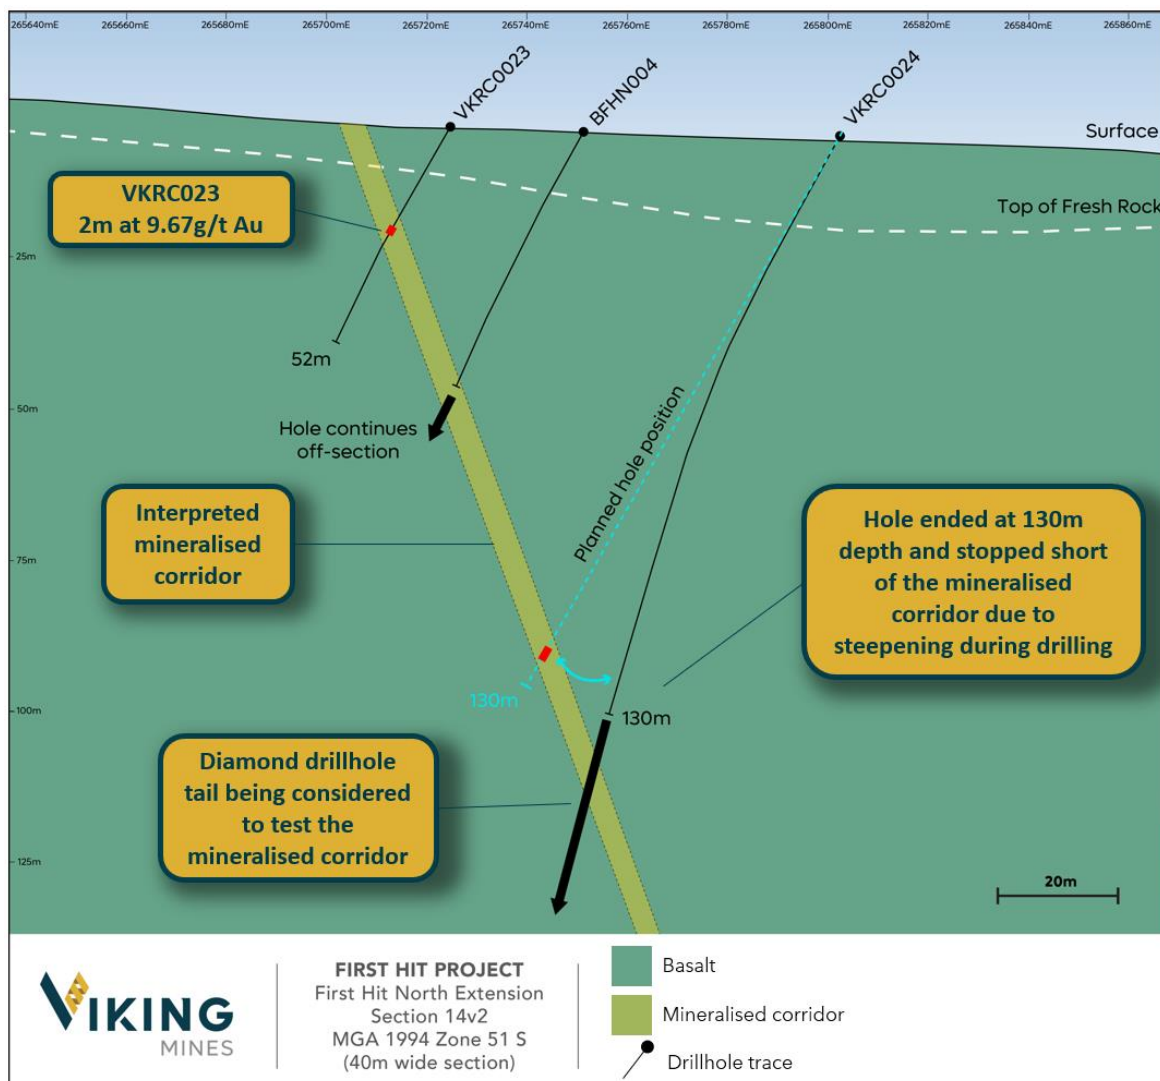 265640mE 265660mE 265680mE 265700mE 265720mE 265740mE 265760mE 265780mE 265800mE 265820mE 265840mE 265860mE
VKRC0023
BFHN004
VKRC0024
Surface
Top of Fresh Rock
VKRC023
2m at 9.67g/t Au
25m
52m
50m
Hole continues
off-section
Planned hole position
Interpreted
mineralised
corridor
Hole ended at 130m
depth and stopped short
of the mineralised
corridor due to
steepening during drilling
75m
130m
100m
130m
Diamond drillhole
tail being considered
to test the
mineralised corridor
125m
20m
VIKING
MINES
FIRST HIT PROJECT
First Hit North Extension
Section 14v2
MGA 1994 Zone 51 S
(40m wide section)
Basalt
Mineralised corridor
Drillhole trace